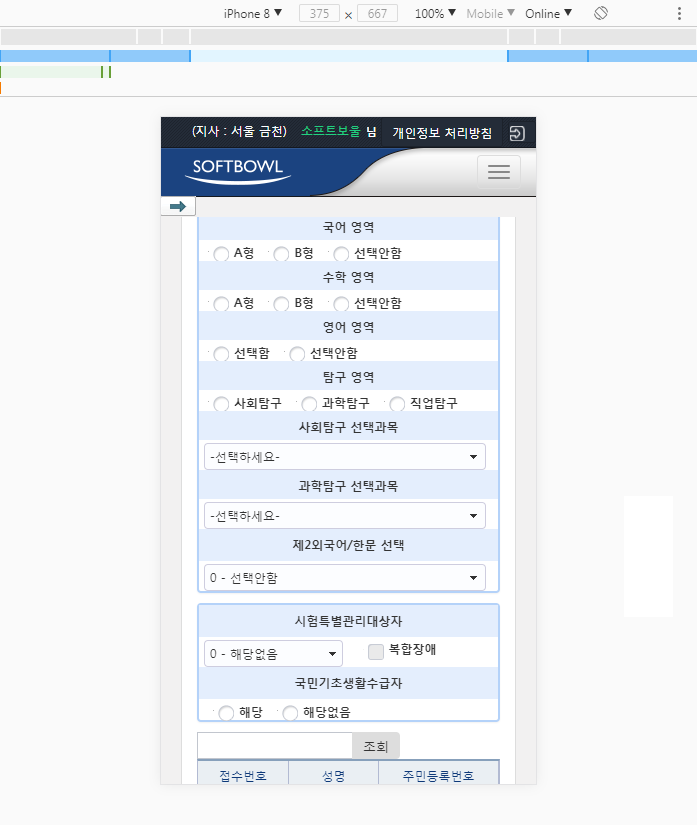 iPhone 8 ▼ 375 × 667 100% ▼ Mobile ▼ Online ▼
(지사 : 서울 금천) 소프트보울 님 개인정보 처리방침
SOFTBOWL
국어 영역
A형 B형 선택안함
수학 영역
A형 B형 선택안함
영어 영역
선택함 선택안함
탐구 영역
사회탐구 과학탐구 직업탐구
사회탐구 선택과목
-선택하세요-
과학탐구 선택과목
-선택하세요-
제2외국어/한문 선택
0 - 선택안함
시험특별관리대상자
0 - 해당없음 복합장애
국민기초생활수급자
해당 해당없음
조회
접수번호 성명 주민등록번호